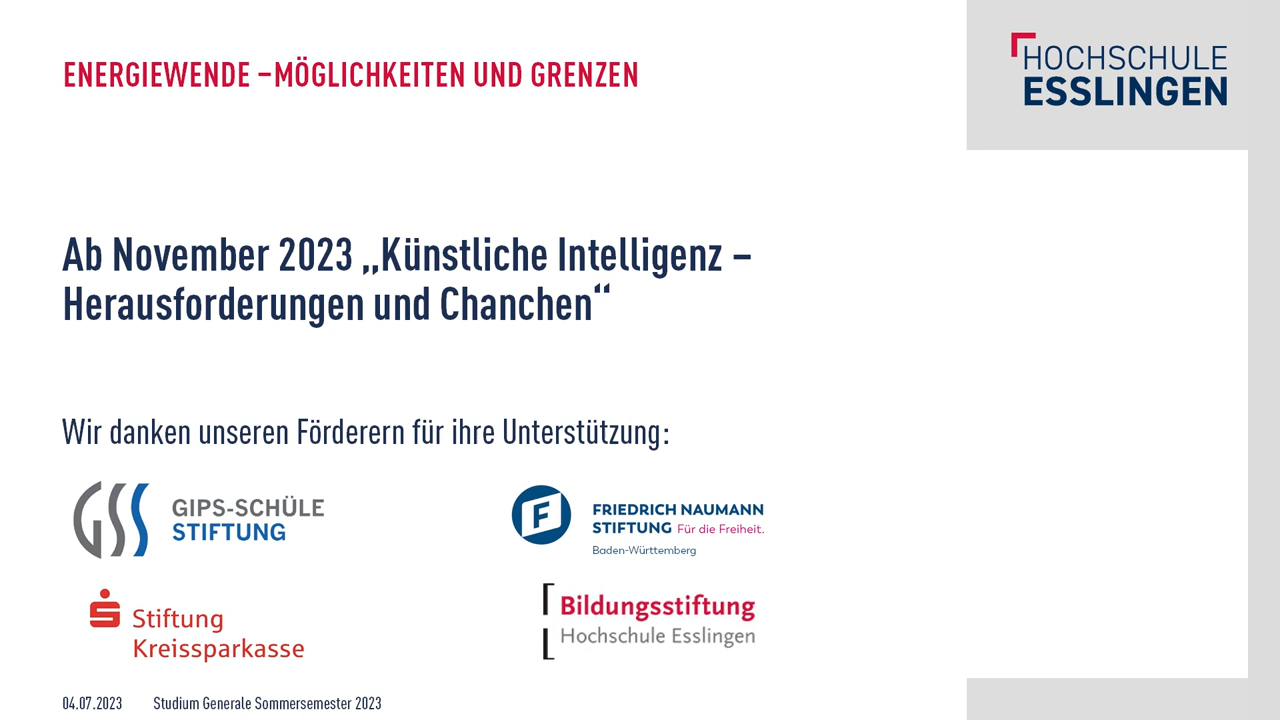 ENERGIEWENDE –MÖGLICHKEITEN UND GRENZEN
HOCHSCHULE
ESSLINGEN
Ab November 2023 „Künstliche Intelligenz –
Herausforderungen und Chanchen“
Wir danken unseren Förderern für ihre Unterstützung:
GIPS-SCHÜLE
STIFTUNG
FRIEDRICH NAUMANN
STIFTUNG Für die Freiheit.
Baden-Württemberg
Stiftung
Kreissparkasse
Bildungsstiftung
Hochschule Esslingen
04.07.2023 Studium Generale Sommersemester 2023